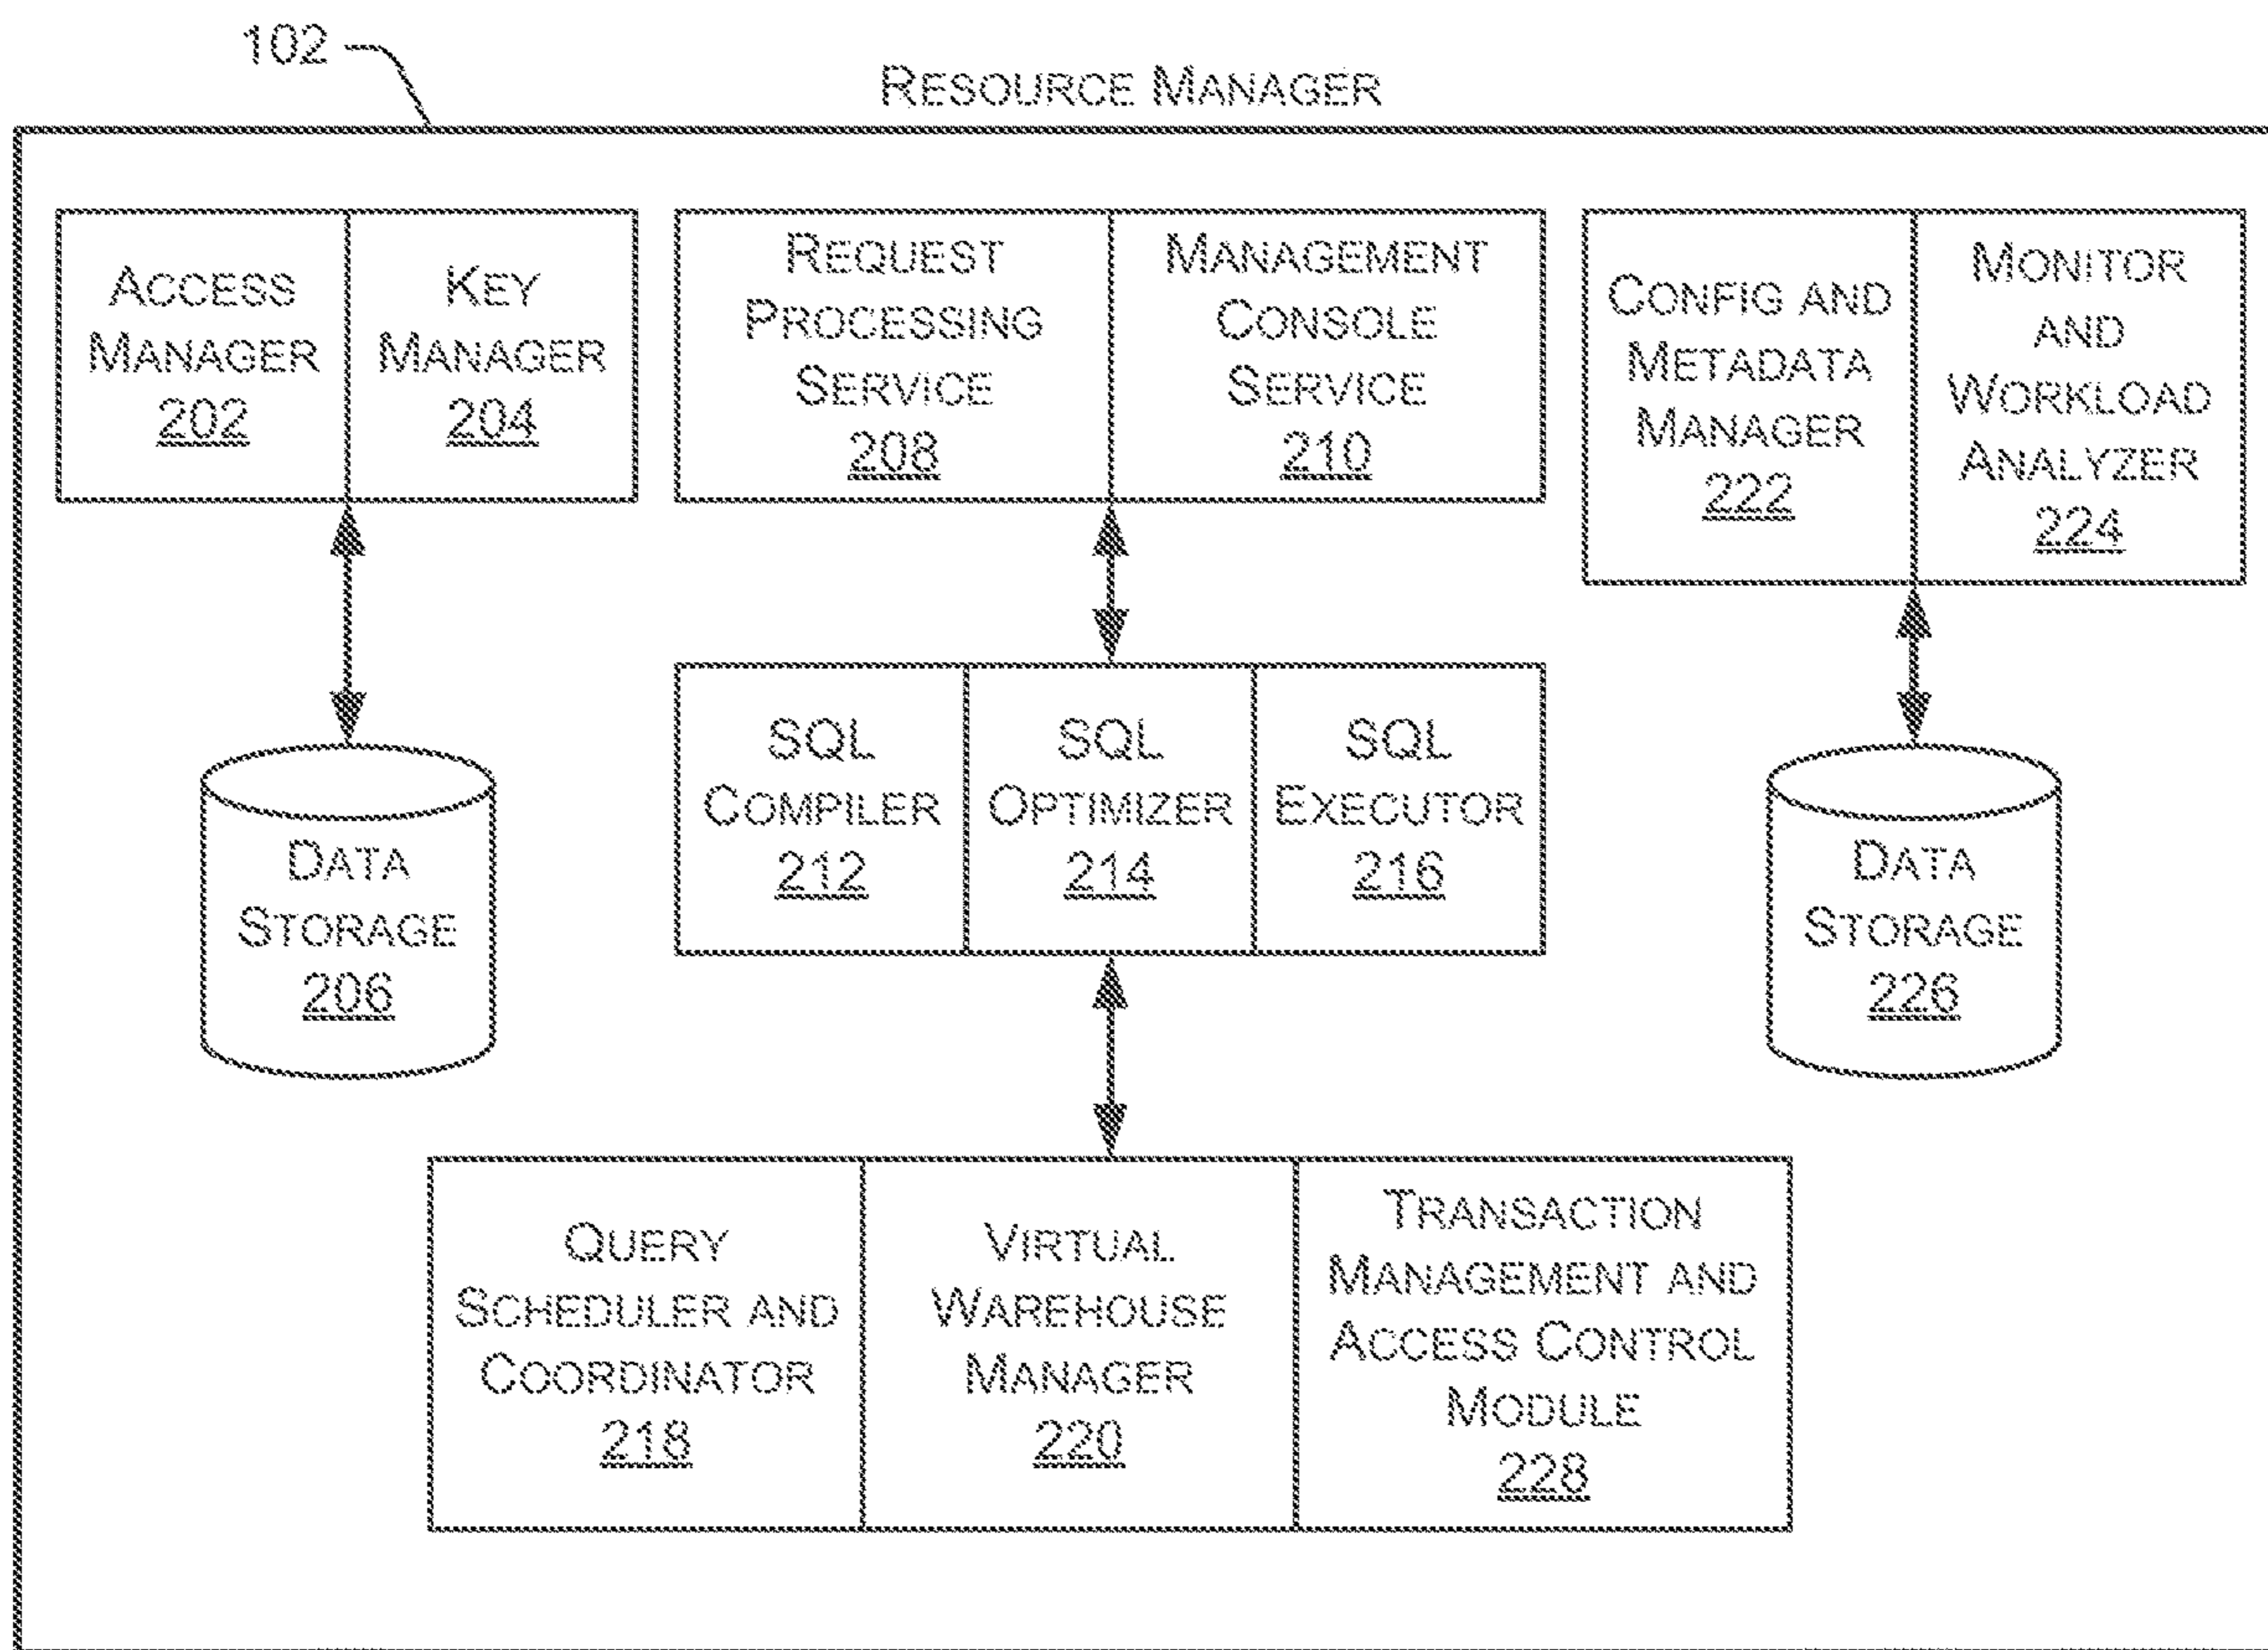 102
RESOURCE MANAGER
ACCESS
MANAGER
202
KEY
MANAGER
204
REQUEST
PROCESSING
SERVICE
208
MANAGEMENT
CONSOLE
SERVICE
210
CONFIG AND
METADATA
MANAGER
222
MONITOR
AND
WORKLOAD
ANALYZER
224
DATA
STORAGE
206
SQL
COMPILER
212
SQL
OPTIMIZER
214
SQL
EXECUTOR
216
DATA
STORAGE
226
QUERY
SCHEDULER AND
COORDINATOR
218
VIRTUAL
WAREHOUSE
MANAGER
220
TRANSACTION
MANAGEMENT AND
ACCESS CONTROL
MODULE
228